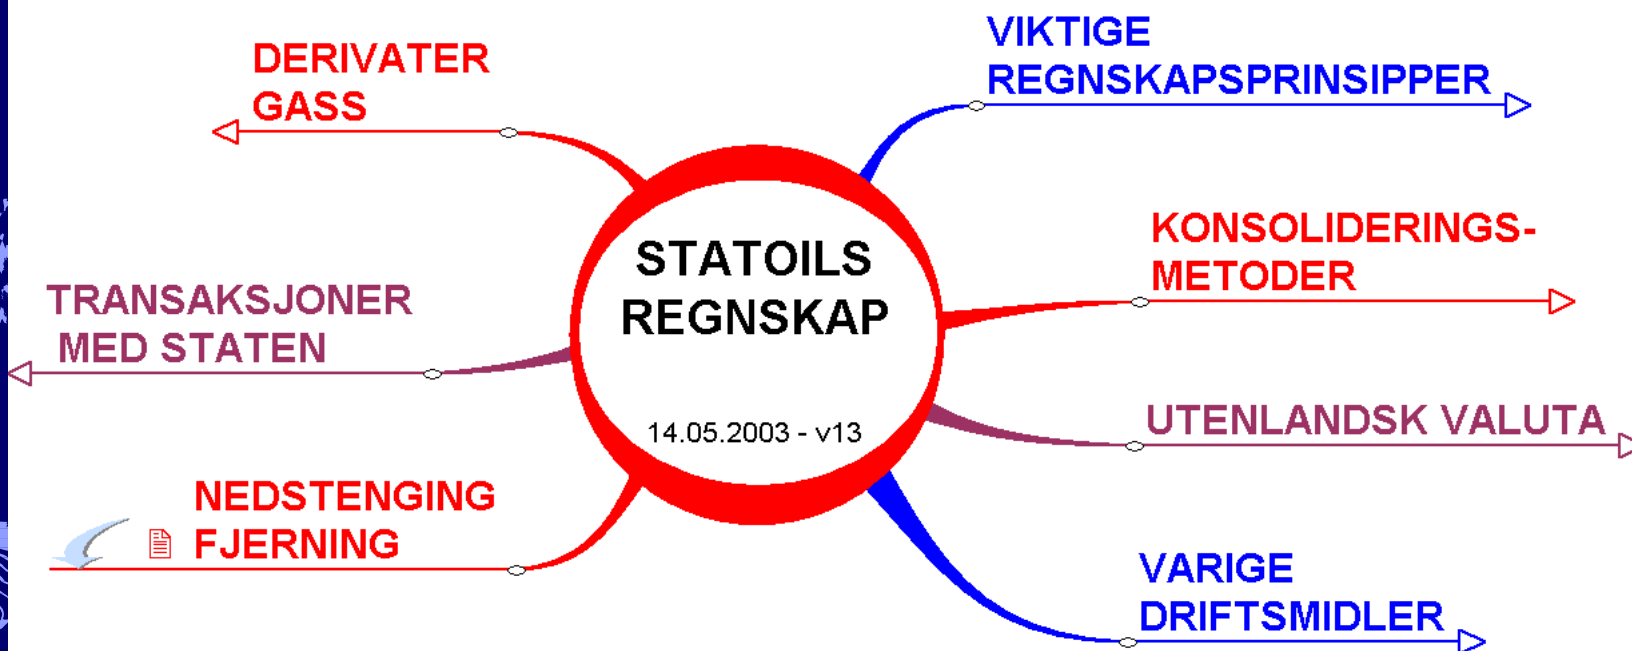 STATOILS
REGNSKAP
14.05.2003 - v13
VIKTIGE
REGNSKAPSPRINSIPPER
KONSOLIDERINGS-
METODER
UTENLANDSK VALUTA
VARIGE
DRIFTSMIDLER
NEDSTENGING
FJERNING
TRANSAKSJONER
MED STATEN
DERIVATER
GASS